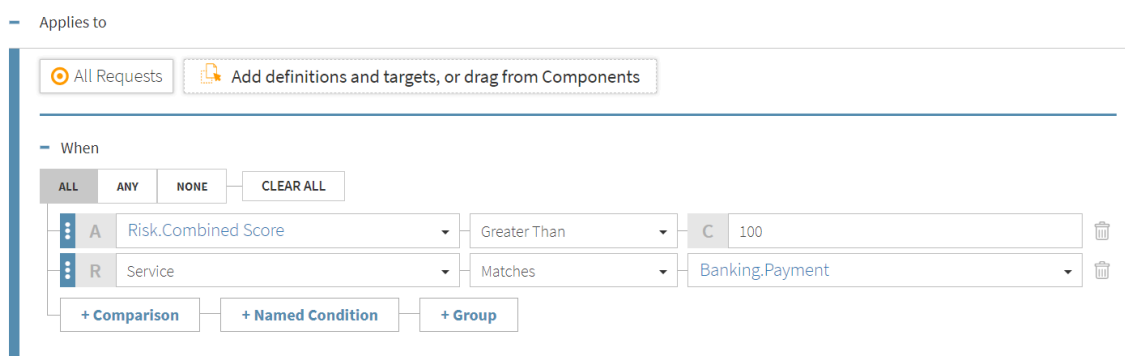 Applies to
All Requests Add definitions and targets, or drag from Components
When
ALL ANY NONE CLEAR ALL
A Risk.Combined Score Greater Than C 100
R Service Matches Banking.Payment
+ Comparison + Named Condition + Group